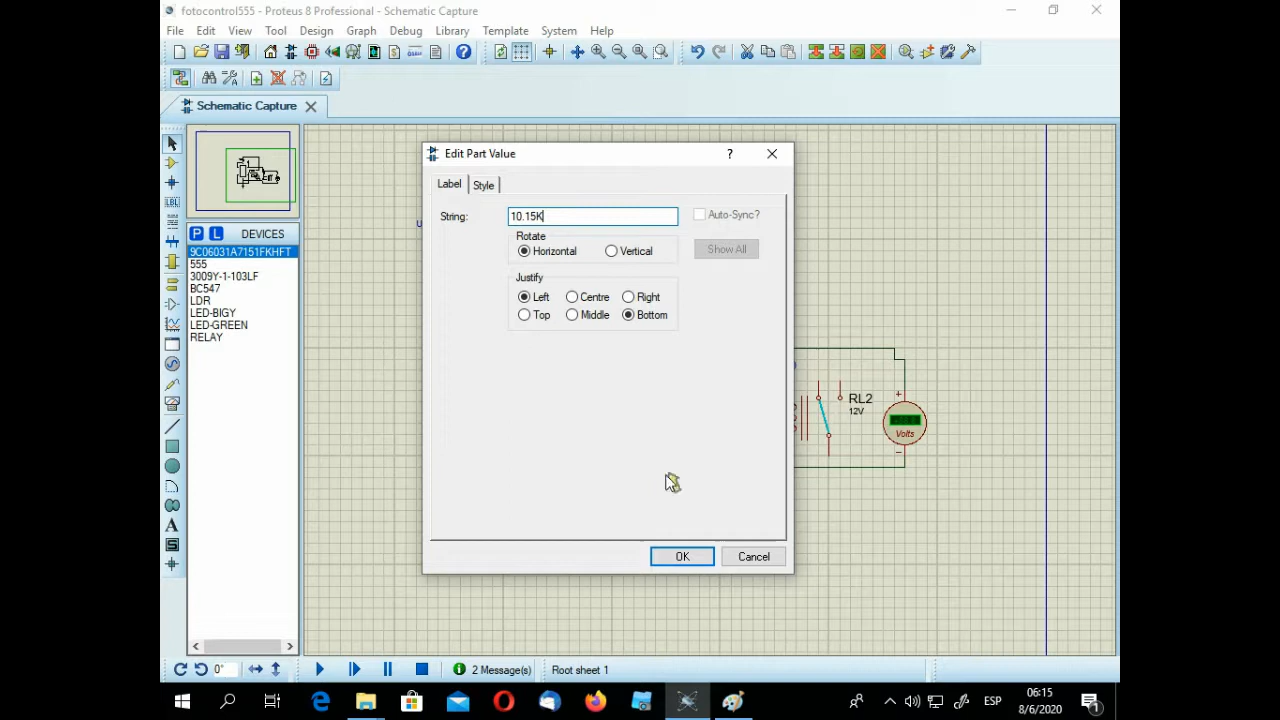 fotocontrol555 - Proteus 8 Professional - Schematic Capture
File Edit View Tool Design Graph Debug Library Template System Help
Schematic Capture
Edit Part Value
?
Label Style
String: 10.15K Auto-Sync?
Rotate
Horizontal Vertical Show All
Justify
Left Centre Right
Top Middle Bottom
OK Cancel
LBL
P L DEVICES
9C06031A7151FKHFT
555
3009Y-1-103LF
BC547
LDR
LED-BIGY
LED-GREEN
RELAY
A
S
U
RL2
12V
+
Volts
−
0° 2 Message(s) Root sheet 1
ESP 06:15
8/6/2020
1